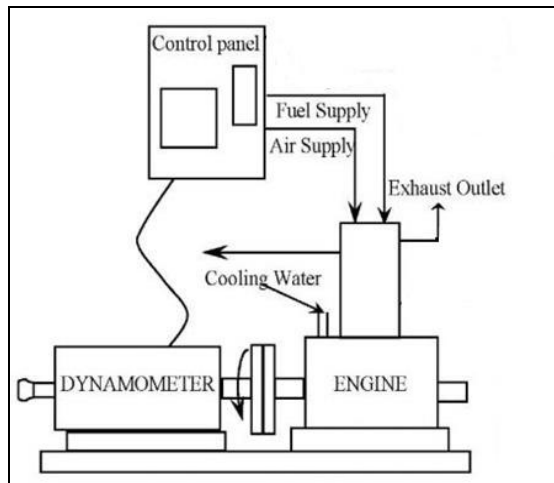 Control panel
Fuel Supply
Air Supply
Exhaust Outlet
Cooling Water
DYNAMOMETER
ENGINE